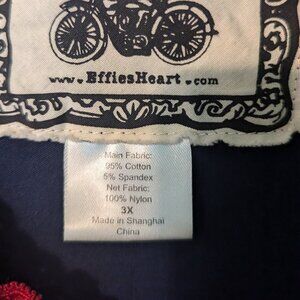 www.EffiesHeart.com
Main Fabric:
95% Cotton
5% Spandex
Net Fabric:
100% Nylon
3X
Made in Shanghai
China